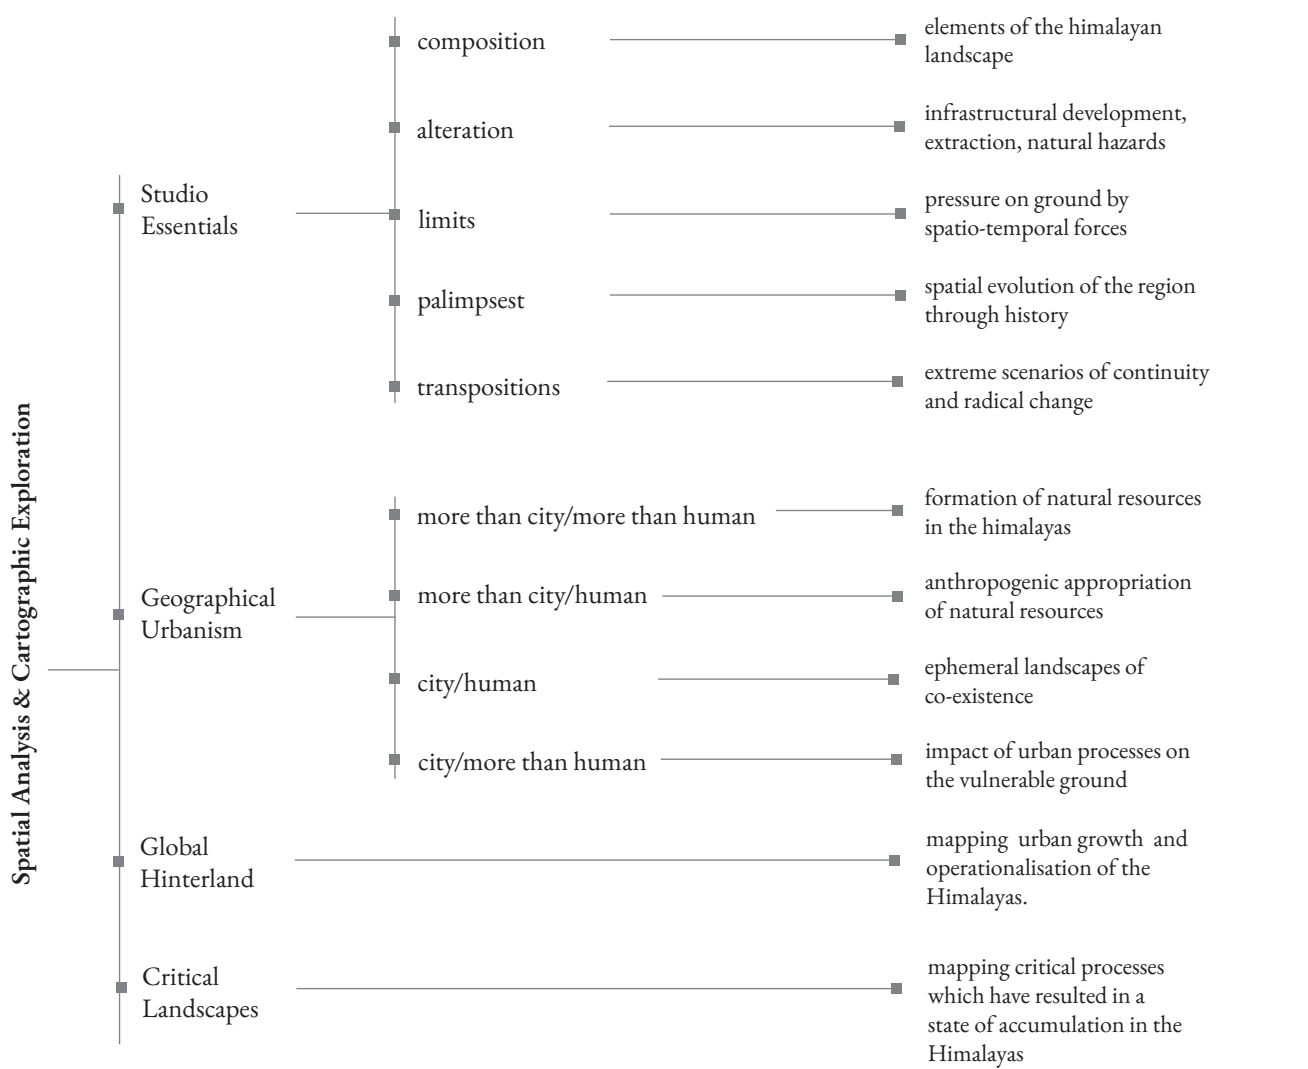 Spatial Analysis & Cartographic Exploration
Studio
Essentials
composition
elements of the himalayan
landscape
alteration
infrastructural development,
extraction, natural hazards
limits
pressure on ground by
spatio-temporal forces
palimpsest
spatial evolution of the region
through history
transpositions
extreme scenarios of continuity
and radical change
Geographical
Urbanism
more than city/more than human
formation of natural resources
in the himalayas
more than city/human
anthropogenic appropriation
of natural resources
city/human
ephemeral landscapes of
co-existence
city/more than human
impact of urban processes on
the vulnerable ground
Global
Hinterland
mapping  urban growth  and
operationalisation of the
Himalayas.
Critical
Landscapes
mapping critical processes
which have resulted in a
state of accumulation in the
Himalayas